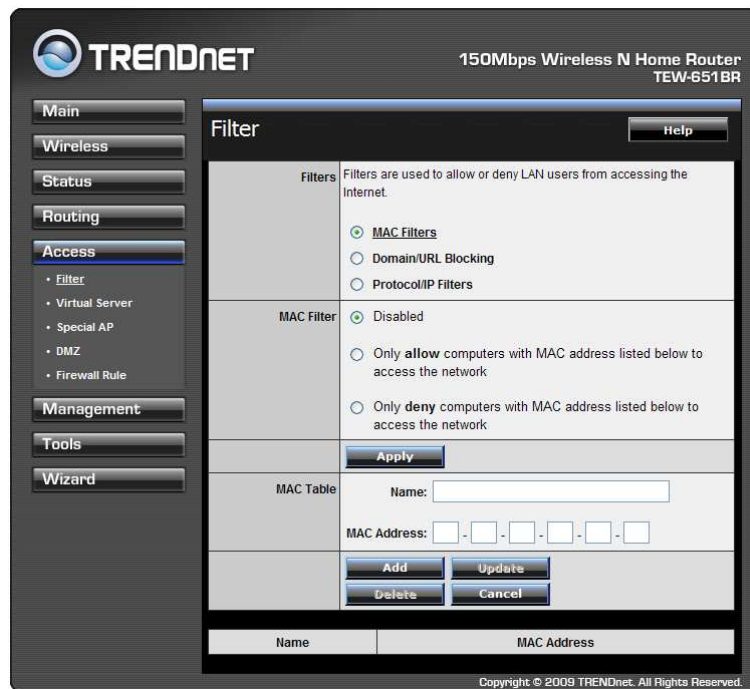 TRENDNET
150Mbps Wireless N Home Router
TEW-651BR
Main
Wireless
Status
Routing
Access
• Filter
• Virtual Server
• Special AP
• DMZ
• Firewall Rule
Management
Tools
Wizard
Filter
Help
Filters
Filters are used to allow or deny LAN users from accessing the
Internet.
MAC Filters
Domain/URL Blocking
Protocol/IP Filters
MAC Filter
Disabled
Only allow computers with MAC address listed below to
access the network
Only deny computers with MAC address listed below to
access the network
Apply
MAC Table
Name:
MAC Address: - - - - -
Add Update
Delete Cancel
Name MAC Address
Copyright © 2009 TRENDnet. All Rights Reserved.